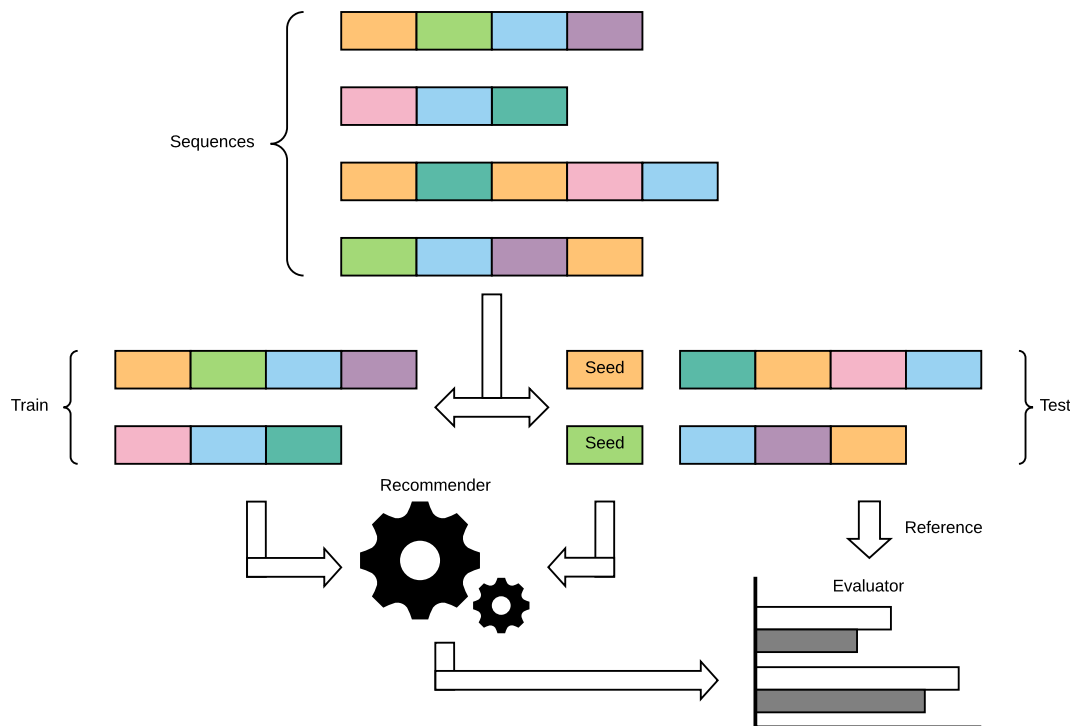 Sequences
Train
Seed
Test
Seed
Recommender
Reference
Evaluator